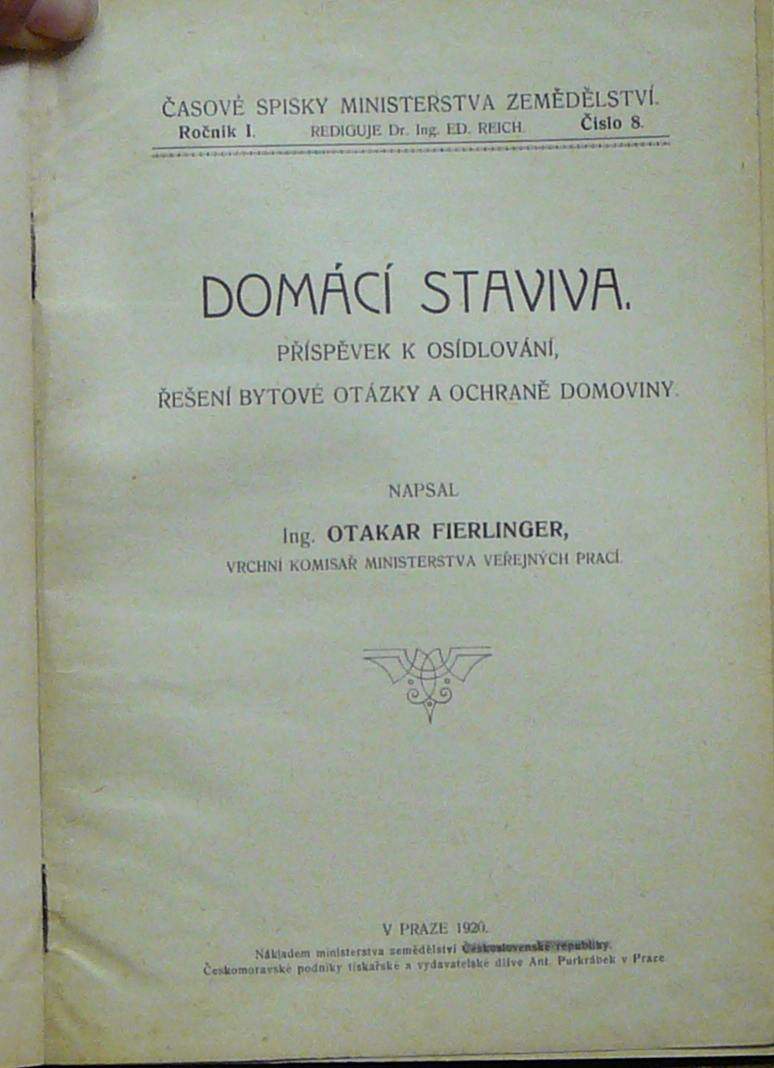 ČASOVÉ SPISKY MINISTERSTVA ZEMĚDĚLSTVÍ.
Ročník I. REDIGUJE Dr. Ing. ED. REICH. Číslo 8.
DOMÁCÍ STAVIVA.
PŘÍSPĚVEK K OSÍDLOVÁNÍ,
ŘEŠENÍ BYTOVÉ OTÁZKY A OCHRANĚ DOMOVINY.
NAPSAL
Ing. OTAKAR FIERLINGER,
VRCHNÍ KOMISAŘ MINISTERSTVA VEŘEJNÝCH PRACÍ.
V PRAZE 1920.
Nákladem ministerstva zemědělství Československé republiky.
Českomoravské podniky tiskařské a vydavatelské dříve Ant. Purkrábek v Praze